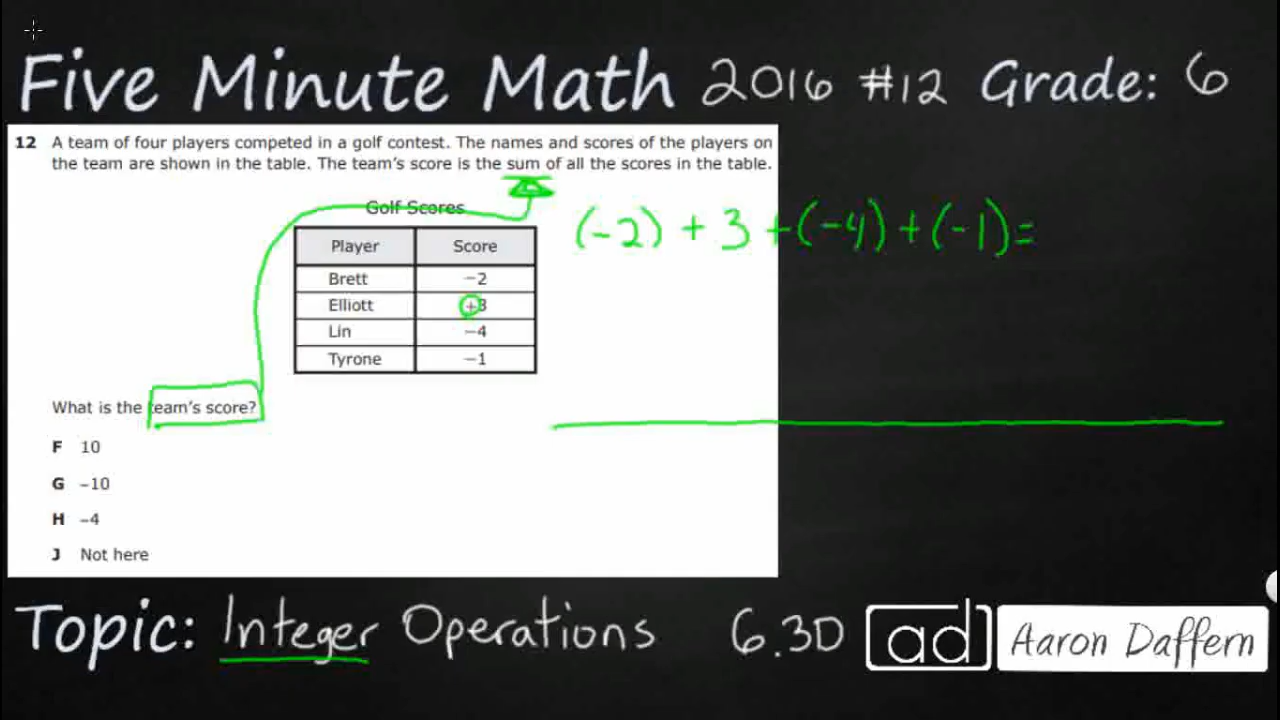 Five Minute Math 2016 #12 Grade: 6
12 A team of four players competed in a golf contest. The names and scores of the players on
the team are shown in the table. The team's score is the sum of all the scores in the table.
Golf Scores
Player Score
Brett −2
Elliott +3
Lin −4
Tyrone −1
(-2) + 3 + (-4) + (-1) =
What is the team's score?
F 10
G −10
H −4
J Not here
Topic: Integer Operations 6.3D ad Aaron Daffern